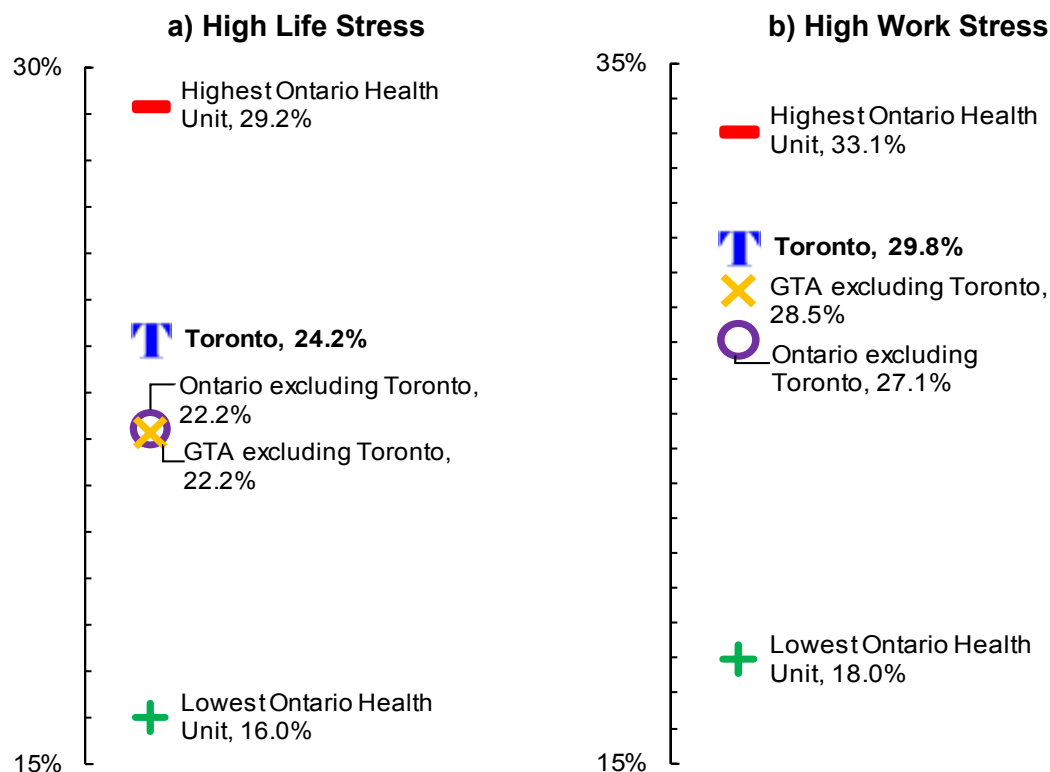 a) High Life Stress
30%
Highest Ontario Health
Unit, 29.2%
T
Toronto, 24.2%
Ontario excluding Toronto,
22.2%
GTA excluding Toronto,
22.2%
Lowest Ontario Health
Unit, 16.0%
15%
b) High Work Stress
35%
Highest Ontario Health
Unit, 33.1%
T
Toronto, 29.8%
GTA excluding Toronto,
28.5%
Ontario excluding
Toronto, 27.1%
Lowest Ontario Health
Unit, 18.0%
15%